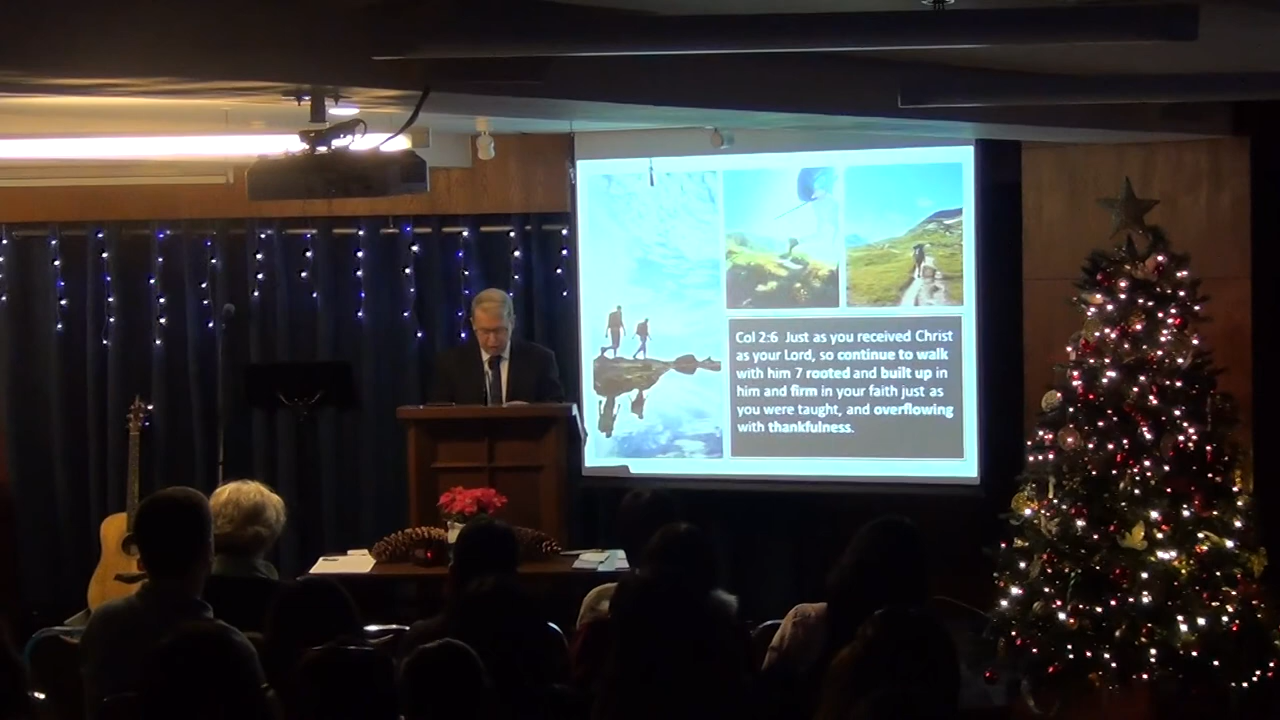 Col 2:6 Just as you received Christ
as your Lord, so continue to walk
with him 7 rooted and built up in
him and firm in your faith just as
you were taught, and overflowing
with thankfulness.